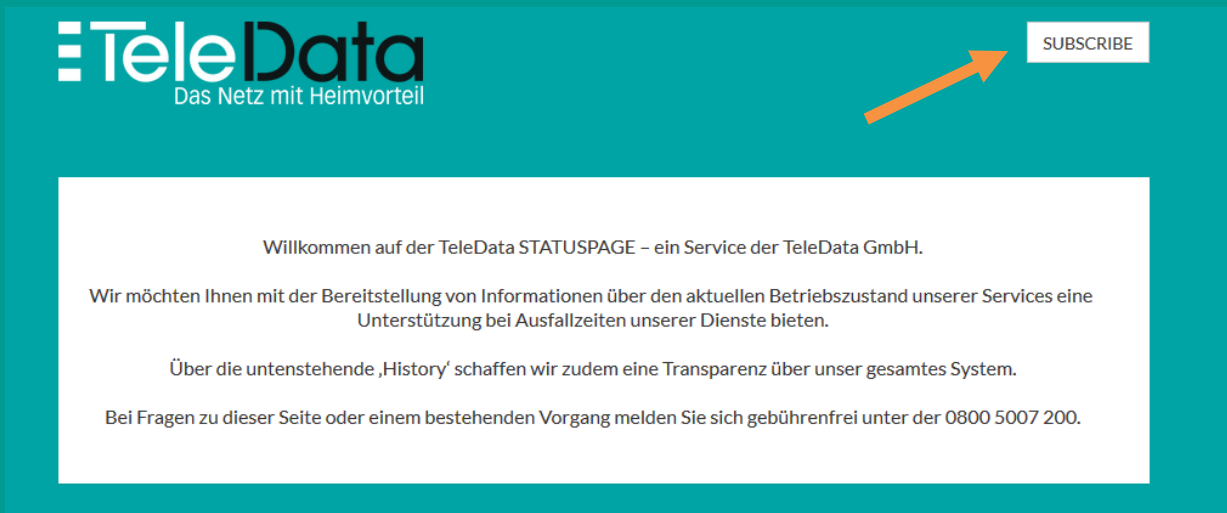 TeleData
Das Netz mit Heimvorteil
SUBSCRIBE
Willkommen auf der TeleData STATUSPAGE – ein Service der TeleData GmbH.
Wir möchten Ihnen mit der Bereitstellung von Informationen über den aktuellen Betriebszustand unserer Services eine
Unterstützung bei Ausfallzeiten unserer Dienste bieten.
Über die untenstehende ‚History‘ schaffen wir zudem eine Transparenz über unser gesamtes System.
Bei Fragen zu dieser Seite oder einem bestehenden Vorgang melden Sie sich gebührenfrei unter der 0800 5007 200.